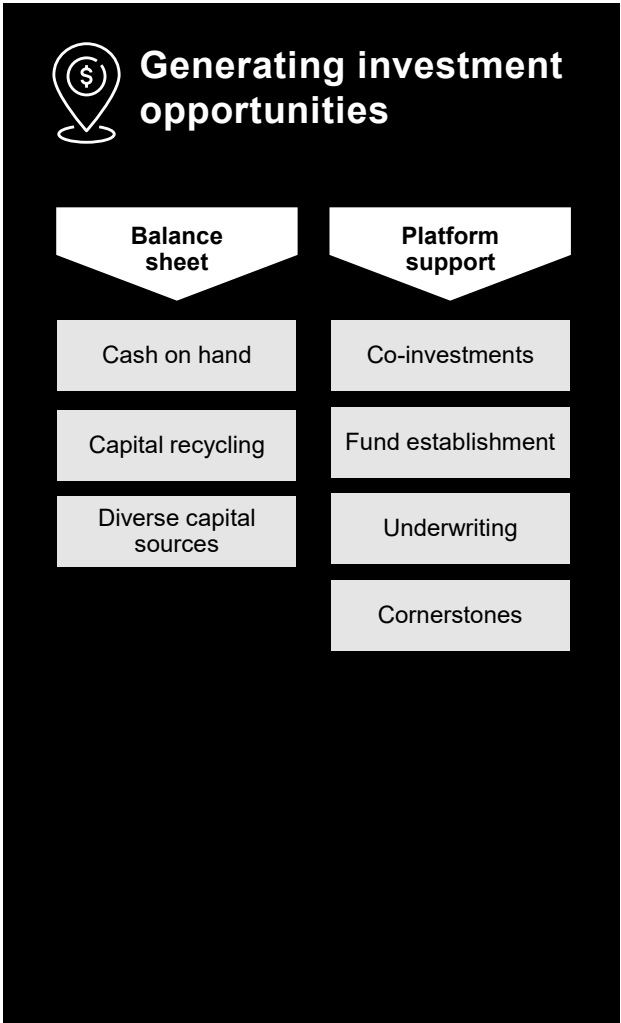 $
Generating investment
opportunities
Balance
sheet
Cash on hand
Capital recycling
Diverse capital
sources
Platform
support
Co-investments
Fund establishment
Underwriting
Cornerstones